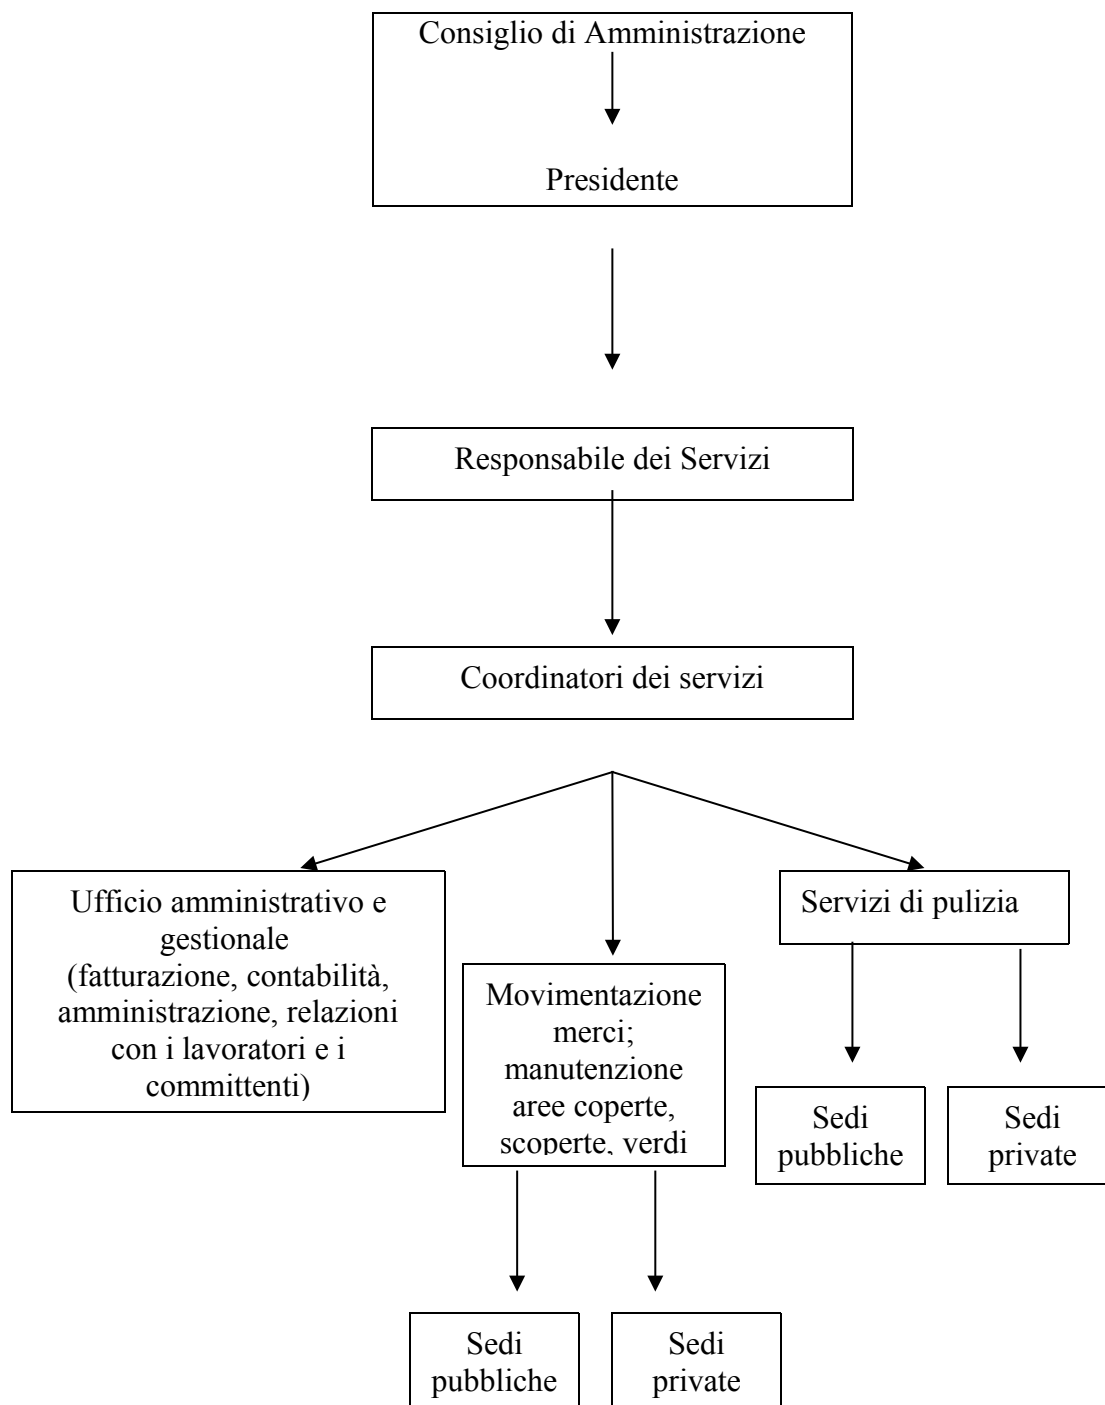 Consiglio di Amministrazione
Presidente
Responsabile dei Servizi
Coordinatori dei servizi
Ufficio amministrativo e
gestionale
(fatturazione, contabilità,
amministrazione, relazioni
con i lavoratori e i
committenti)
Movimentazione
merci;
manutenzione
aree coperte,
scoperte, verdi
Servizi di pulizia
Sedi
pubbliche
Sedi
private
Sedi
pubbliche
Sedi
private